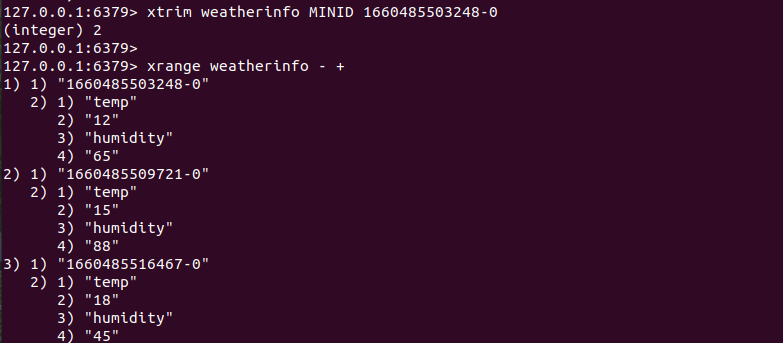 127.0.0.1:6379> xtrim weatherinfo MINID 1660485503248-0
(integer) 2
127.0.0.1:6379>
127.0.0.1:6379> xrange weatherinfo - +
1) 1) "1660485503248-0"
   2) 1) "temp"
      2) "12"
      3) "humidity"
      4) "65"
2) 1) "1660485509721-0"
   2) 1) "temp"
      2) "15"
      3) "humidity"
      4) "88"
3) 1) "1660485516467-0"
   2) 1) "temp"
      2) "18"
      3) "humidity"
      4) "45"